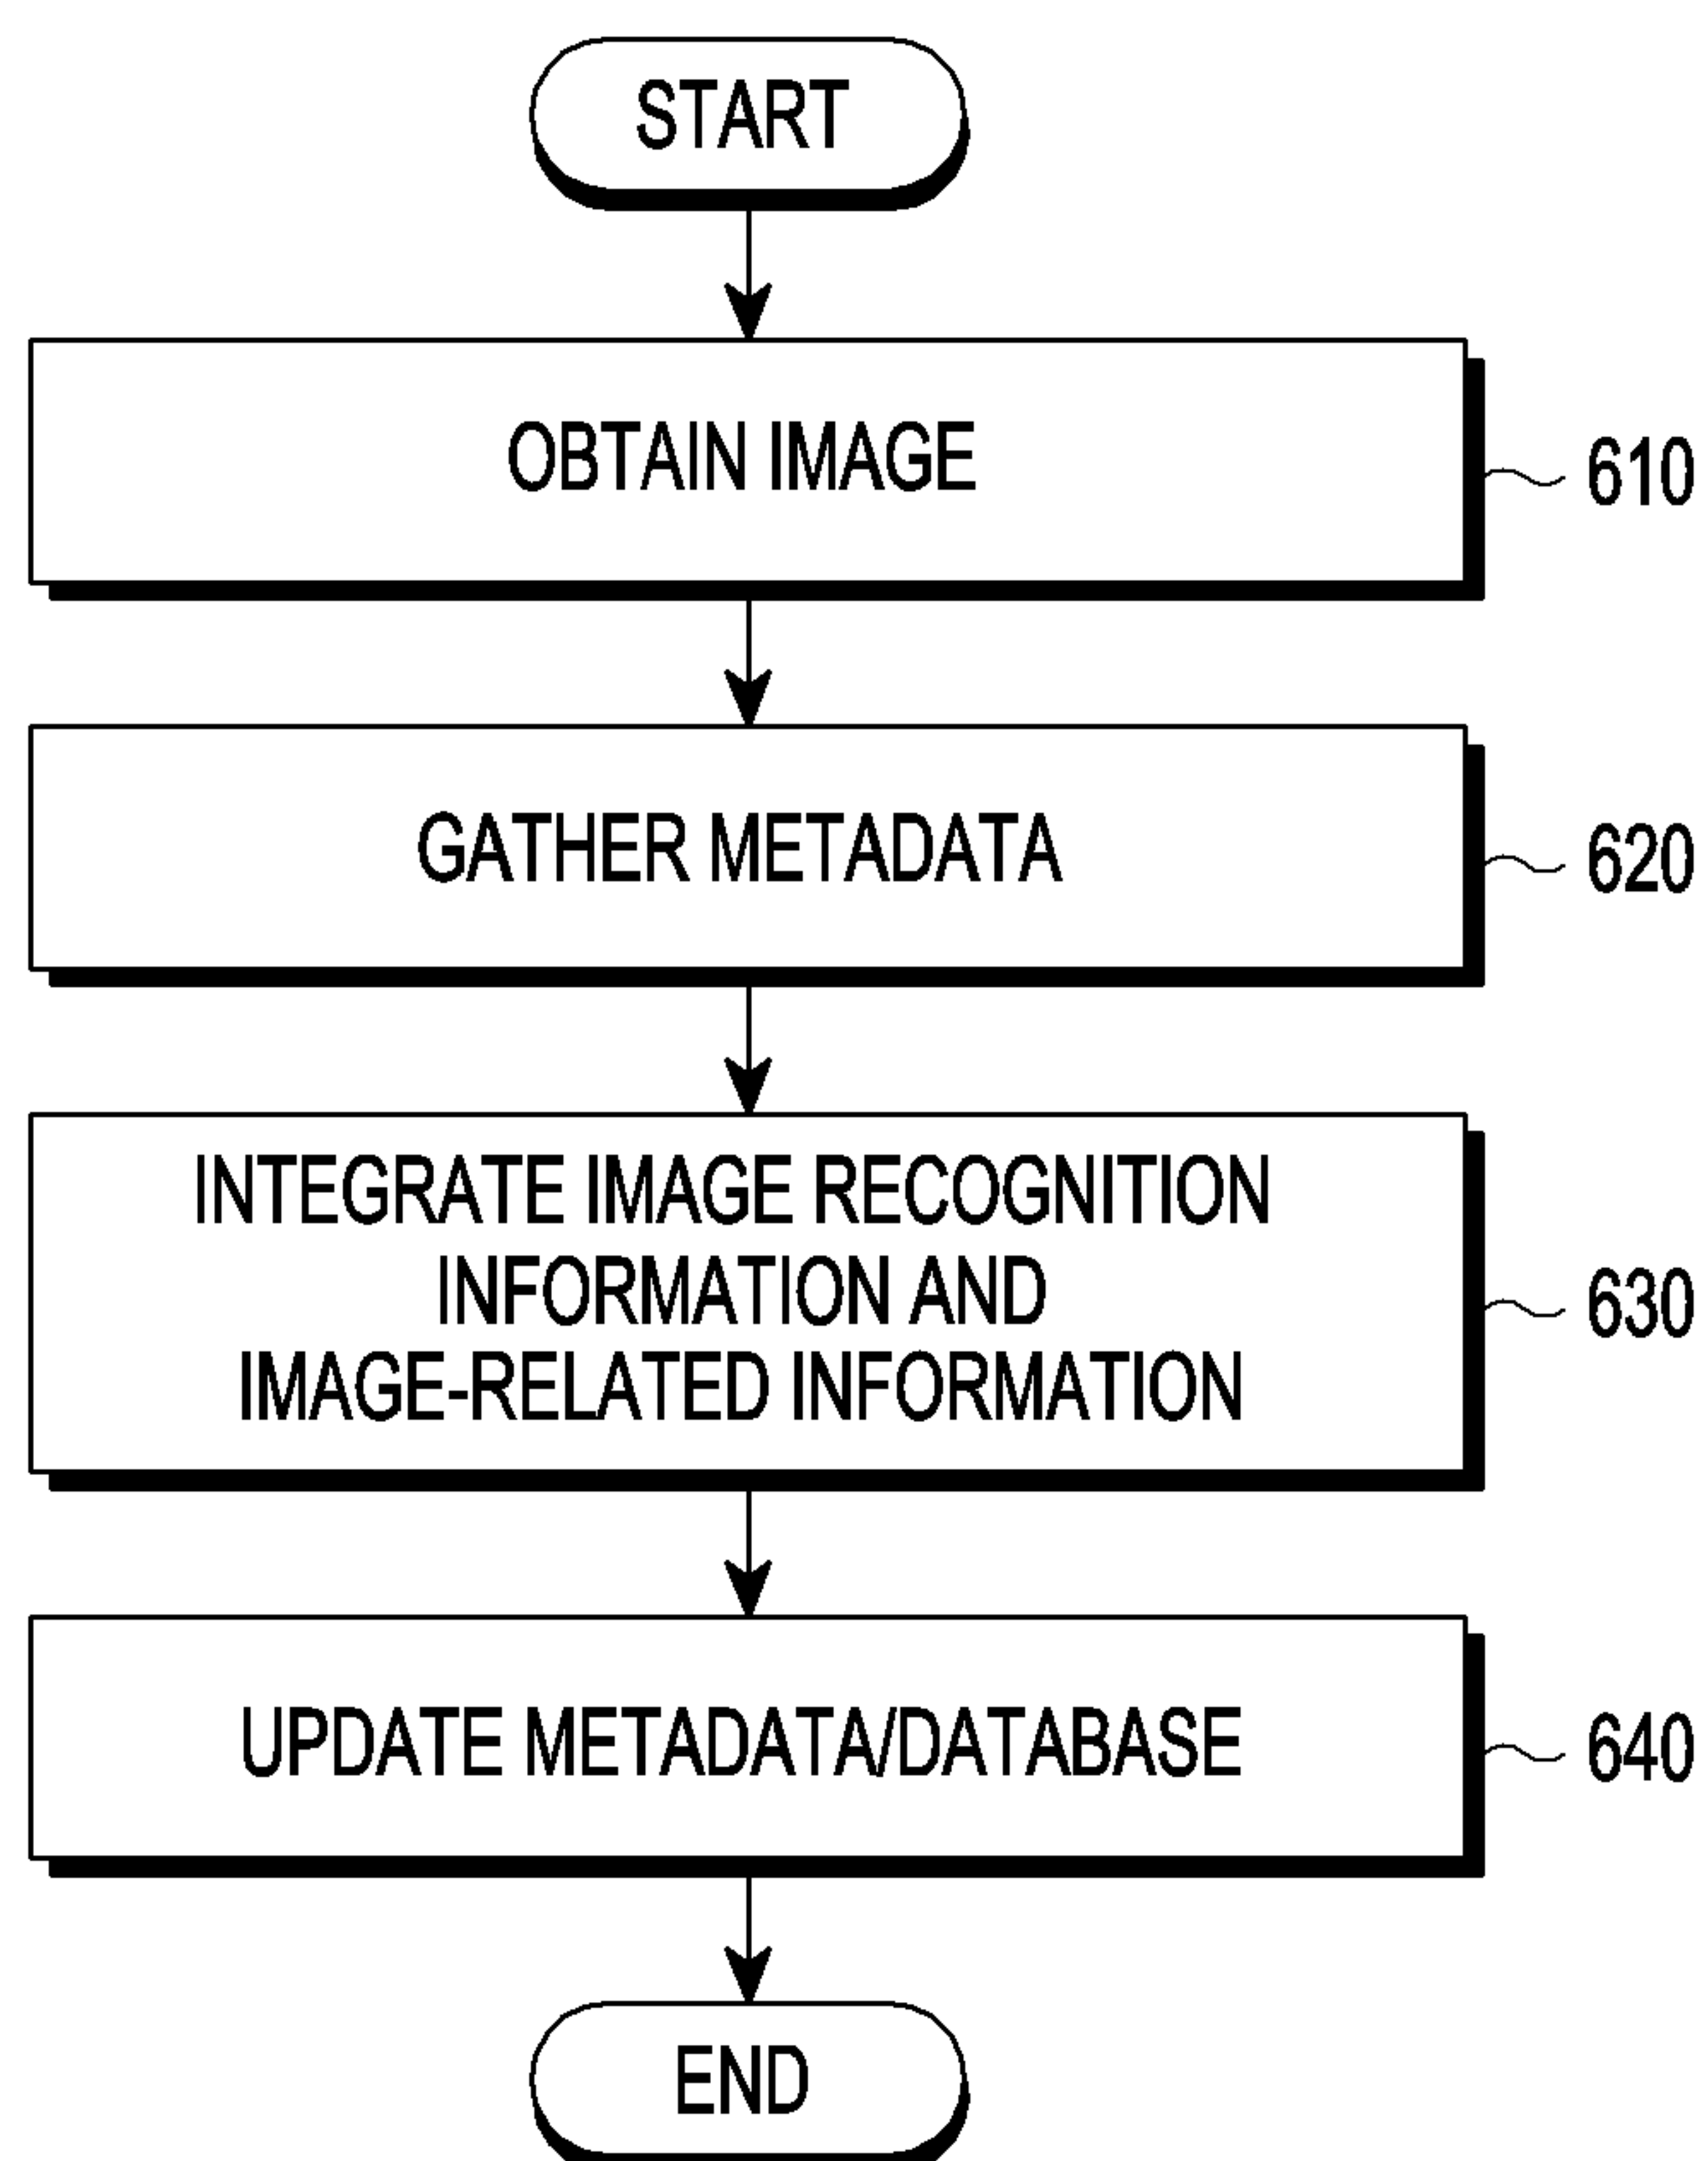 START
OBTAIN IMAGE
610
GATHER METADATA
620
INTEGRATE IMAGE RECOGNITION
INFORMATION AND
IMAGE-RELATED INFORMATION
630
UPDATE METADATA/DATABASE
640
END